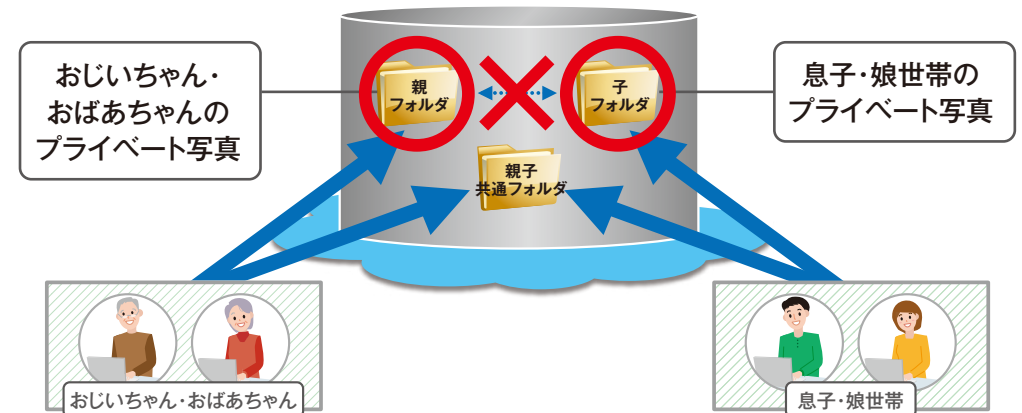 おじいちゃん・
おばあちゃんの
プライベート写真
親
フォルダ
子
フォルダ
息子・娘世帯の
プライベート写真
親子
共通フォルダ
おじいちゃん・おばあちゃん
息子・娘世帯